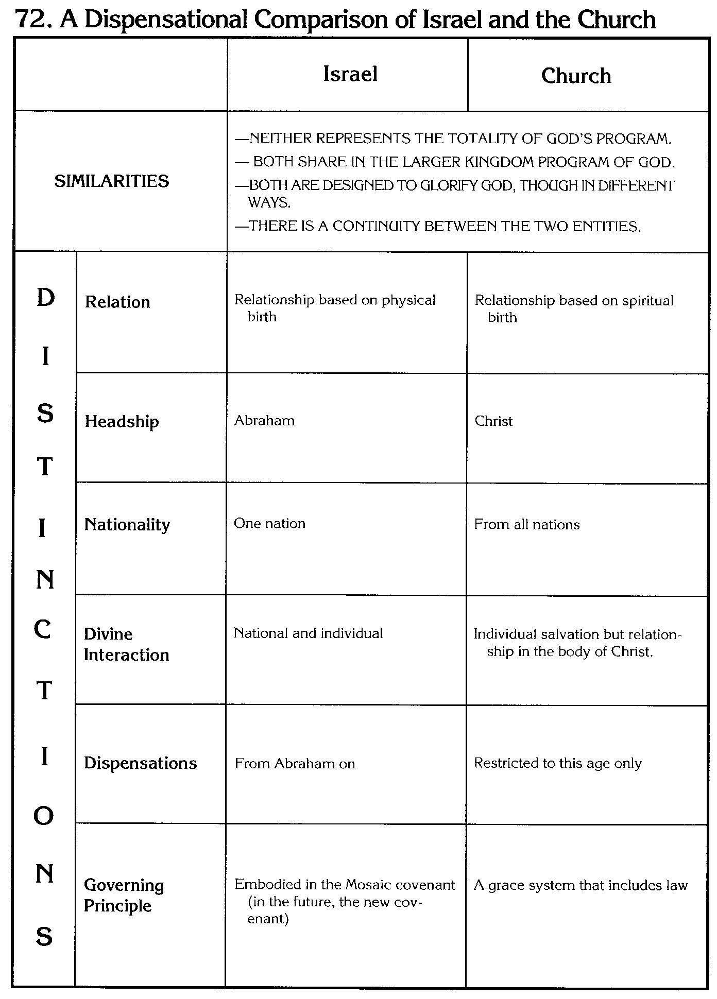 72. A Dispensational Comparison of Israel and the Church
Israel
Church
SIMILARITIES
—NEITHER REPRESENTS THE TOTALITY OF GOD'S PROGRAM.
— BOTH SHARE IN THE LARGER KINGDOM PROGRAM OF GOD.
—BOTH ARE DESIGNED TO GLORIFY GOD, THOUGH IN DIFFERENT
WAYS.
—THERE IS A CONTINUITY BETWEEN THE TWO ENTITIES.
DISTINCTIONS
Relation
Relationship based on physical
birth
Relationship based on spiritual
birth
Headship
Abraham
Christ
Nationality
One nation
From all nations
Divine
Interaction
National and individual
Individual salvation but relation-
ship in the body of Christ.
Dispensations
From Abraham on
Restricted to this age only
Governing
Principle
Embodied in the Mosaic covenant
(in the future, the new cov-
enant)
A grace system that includes law